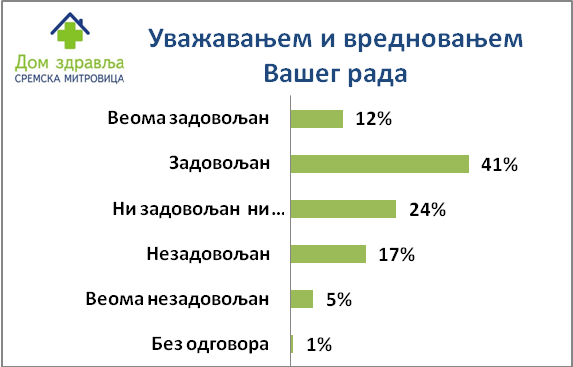 Дом здравља
СРЕМСКА МИТРОВИЦА
Уважавањем и вредновањем
Вашег рада
Веома задовољан 12%
Задовољан 41%
Ни задовољан ни... 24%
Незадовољан 17%
Веома незадовољан 5%
Без одговора 1%